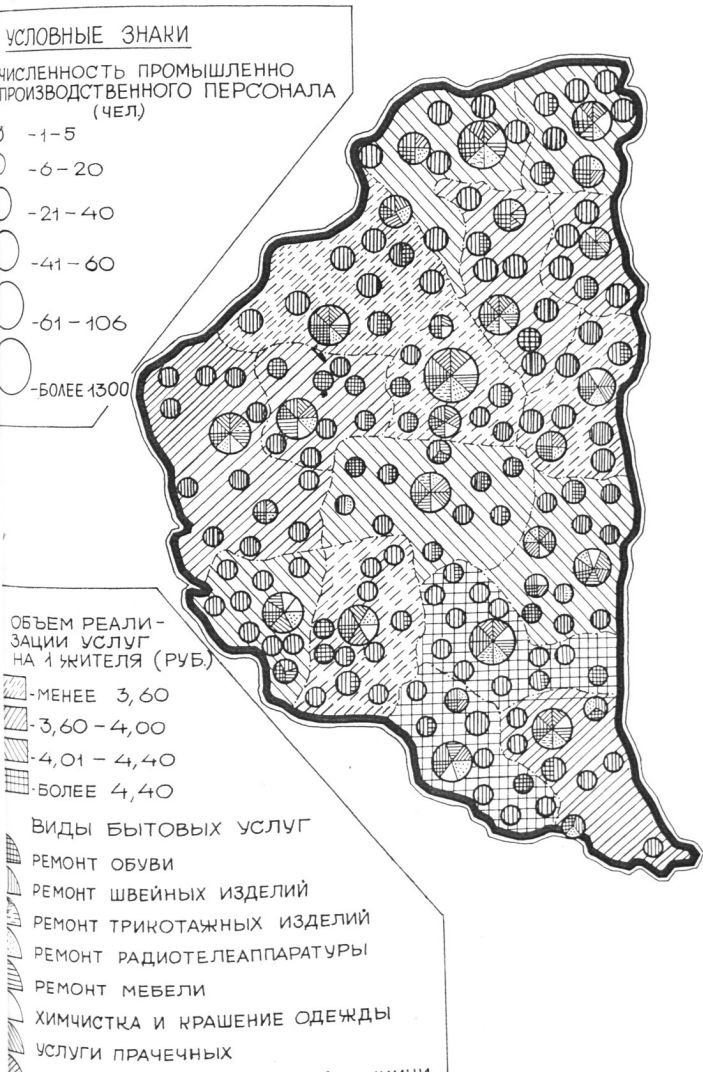 УСЛОВНЫЕ ЗНАКИ
ЧИСЛЕННОСТЬ ПРОМЫШЛЕННО
ПРОИЗВОДСТВЕННОГО ПЕРСОНАЛА
(ЧЕЛ.)
-1-5
-6-20
-21-40
-41-60
-61-106
-БОЛЕЕ 1300
ОБЪЕМ РЕАЛИ-
ЗАЦИИ УСЛУГ
НА 1 ЖИТЕЛЯ (РУБ.)
-МЕНЕЕ 3,60
-3,60-4,00
-4,01-4,40
-БОЛЕЕ 4,40
ВИДЫ БЫТОВЫХ УСЛУГ
РЕМОНТ ОБУВИ
РЕМОНТ ШВЕЙНЫХ ИЗДЕЛИЙ
РЕМОНТ ТРИКОТАЖНЫХ ИЗДЕЛИЙ
РЕМОНТ РАДИОТЕЛЕАППАРАТУРЫ
РЕМОНТ МЕБЕЛИ
ХИМЧИСТКА И КРАШЕНИЕ ОДЕЖДЫ
УСЛУГИ ПРАЧЕЧНЫХ